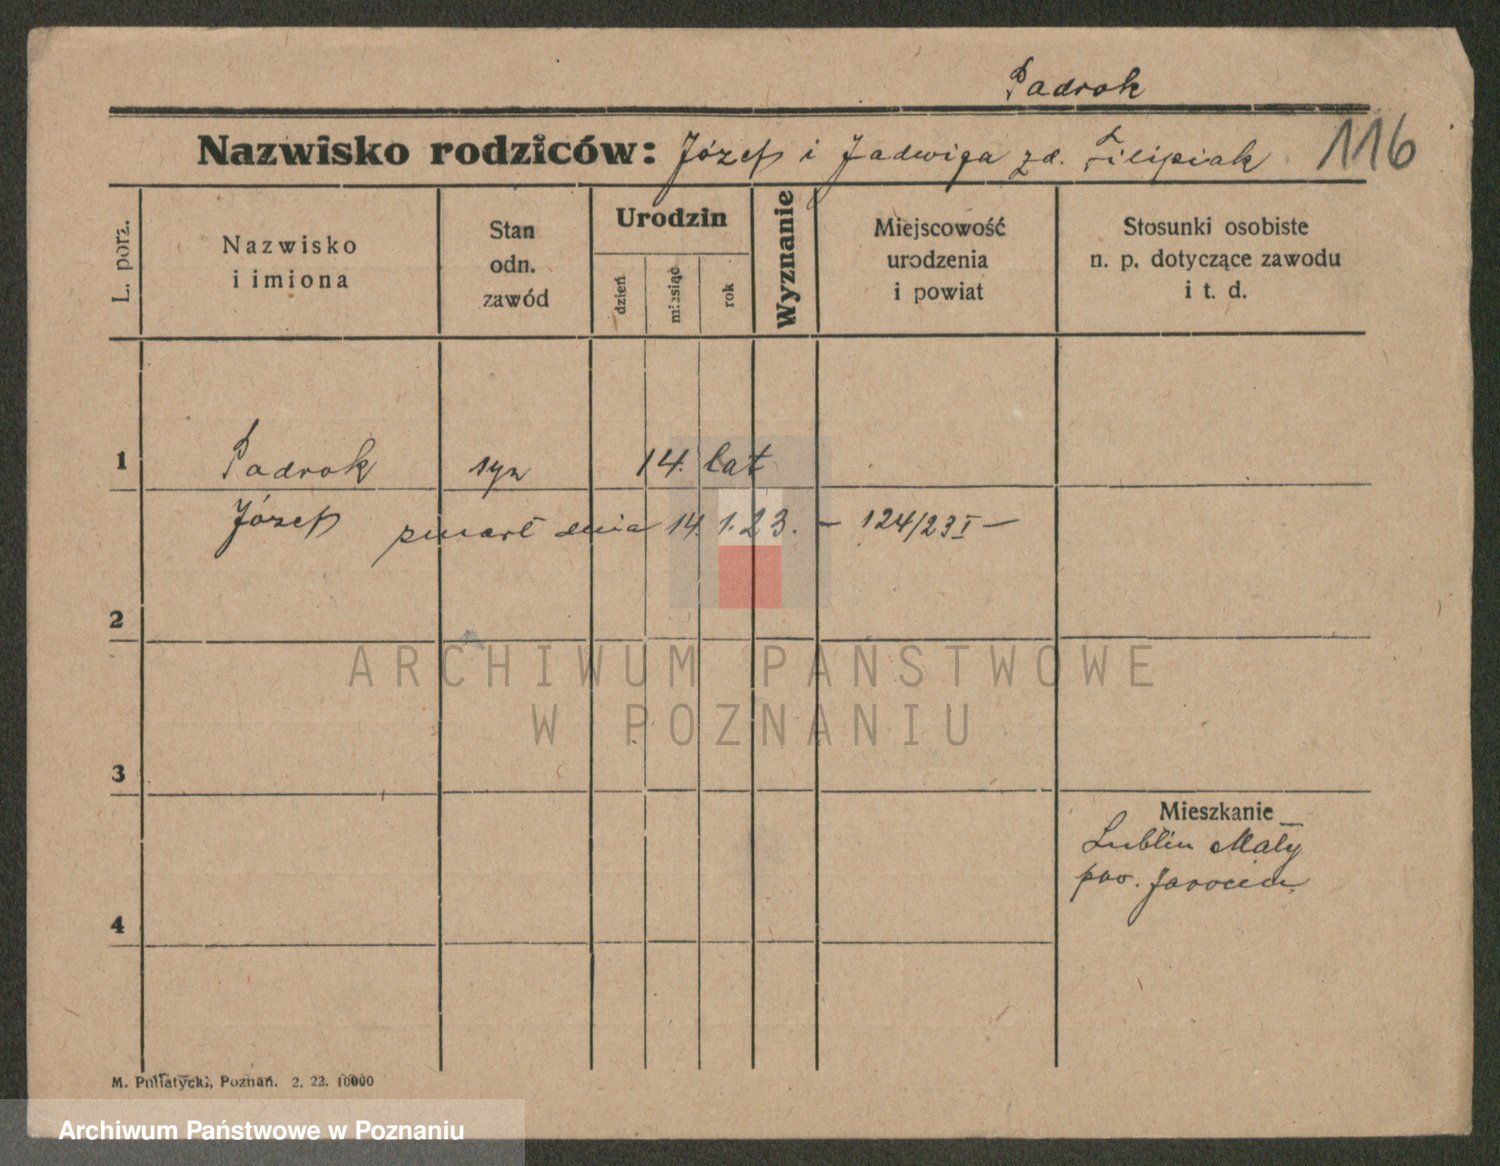 Padrok
Nazwisko rodziców: Józef i Jadwiga zd. Filipiak 116
L. porz.
Nazwisko
i imiona
Stan
odn.
zawód
Urodzin
dzień
miesiąc
rok
Wyznanie
Miejscowość
urodzenia
i powiat
Stosunki osobiste
n. p. dotyczące zawodu
i t. d.
1 Padrok syn 14. lat
Józef zmarł dnia 14. 1. 23. – 124/23 I –
2
ARCHIWUM PAŃSTWOWE
W POZNANIU
3
Mieszkanie
Lublin Mały
pow. Jarocin.
4
M. Putiatycki, Poznań. 2. 22. 10000
Archiwum Państwowe w Poznaniu